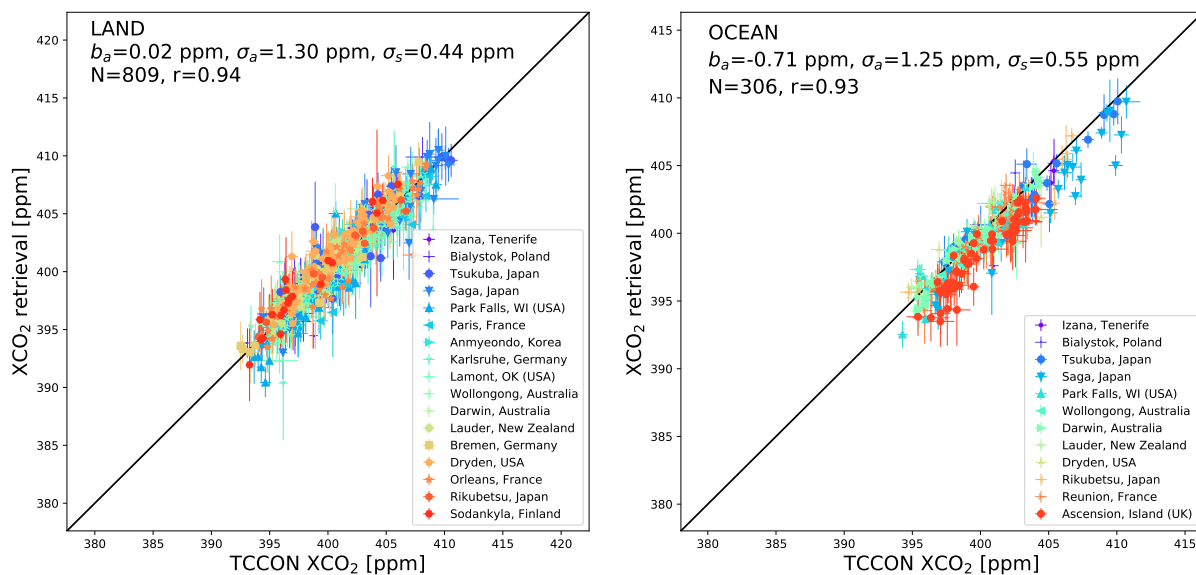 LAND
bₐ=0.02 ppm, σₐ=1.30 ppm, σₛ=0.44 ppm
N=809, r=0.94
XCO₂ retrieval [ppm]
420
415
410
405
400
395
390
385
380
Izana, Tenerife
Bialystok, Poland
Tsukuba, Japan
Saga, Japan
Park Falls, WI (USA)
Paris, France
Anmyeondo, Korea
Karlsruhe, Germany
Lamont, OK (USA)
Wollongong, Australia
Darwin, Australia
Lauder, New Zealand
Bremen, Germany
Dryden, USA
Orleans, France
Rikubetsu, Japan
Sodankyla, Finland
380 385 390 395 400 405 410 415 420
TCCON XCO₂ [ppm]
OCEAN
bₐ=-0.71 ppm, σₐ=1.25 ppm, σₛ=0.55 ppm
N=306, r=0.93
XCO₂ retrieval [ppm]
415
410
405
400
395
390
385
380
Izana, Tenerife
Bialystok, Poland
Tsukuba, Japan
Saga, Japan
Park Falls, WI (USA)
Wollongong, Australia
Darwin, Australia
Lauder, New Zealand
Dryden, USA
Rikubetsu, Japan
Reunion, France
Ascension, Island (UK)
380 385 390 395 400 405 410 415
TCCON XCO₂ [ppm]